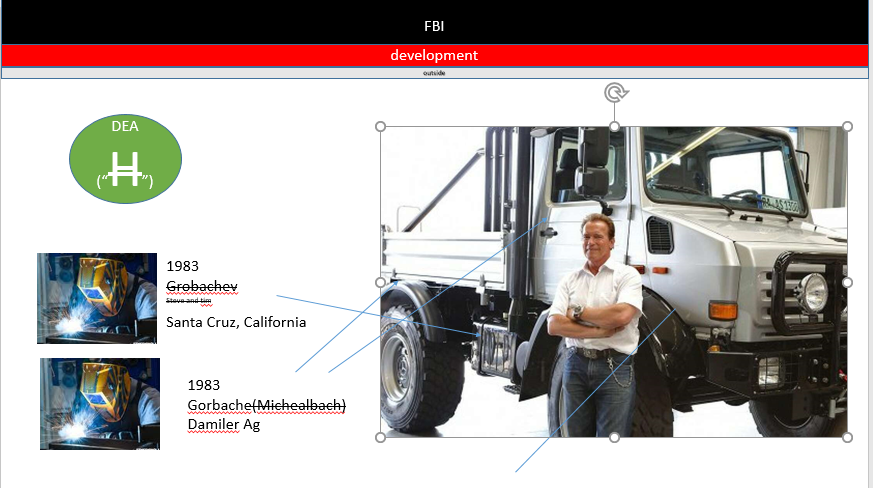 FBI
development
outside
DEA
(“H”)
1983
Grobachev
Steve and tim
Santa Cruz, California
1983
Gorbache(Michealbach)
Damiler Ag